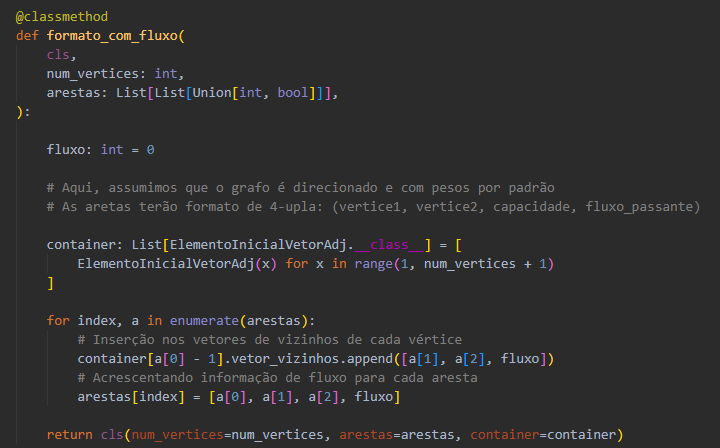 @classmethod
def formato_com_fluxo(
    cls,
    num_vertices: int,
    arestas: List[List[Union[int, bool]]],
):
    fluxo: int = 0
    # Aqui, assumimos que o grafo é direcionado e com pesos por padrão
    # As aretas terão formato de 4-upla: (vertice1, vertice2, capacidade, fluxo_passante)
    container: List[ElementoInicialVetorAdj.__class__] = [
        ElementoInicialVetorAdj(x) for x in range(1, num_vertices + 1)
    ]
    for index, a in enumerate(arestas):
        # Inserção nos vetores de vizinhos de cada vértice
        container[a[0] - 1].vetor_vizinhos.append([a[1], a[2], fluxo])
        # Acrescentando informação de fluxo para cada aresta
        arestas[index] = [a[0], a[1], a[2], fluxo]
    return cls(num_vertices=num_vertices, arestas=arestas, container=container)